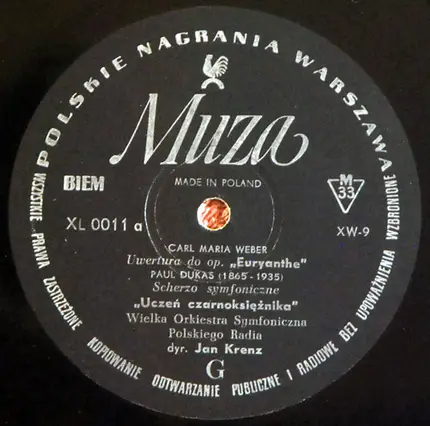 POLSKIE NAGRANIA WARSZAWA
Muza
BIEM
MADE IN POLAND
M
33
XL 0011 a
XW-9
CARL MARIA WEBER
Uwertura do op. „Euryanthe"
PAUL DUKAS (1865 - 1935)
Scherzo symfoniczne
„Uczeń czarnoksiężnika"
Wielka Orkiestra Symfoniczna
Polskiego Radia
dyr. Jan Krenz
G
WSZYSTKIE PRAWA ZASTRZEŻONE KOPIOWANIE ODTWARZANIE PUBLICZNE I RADIOWE BEZ UPOWAŻNIENIA WZBRONIONE